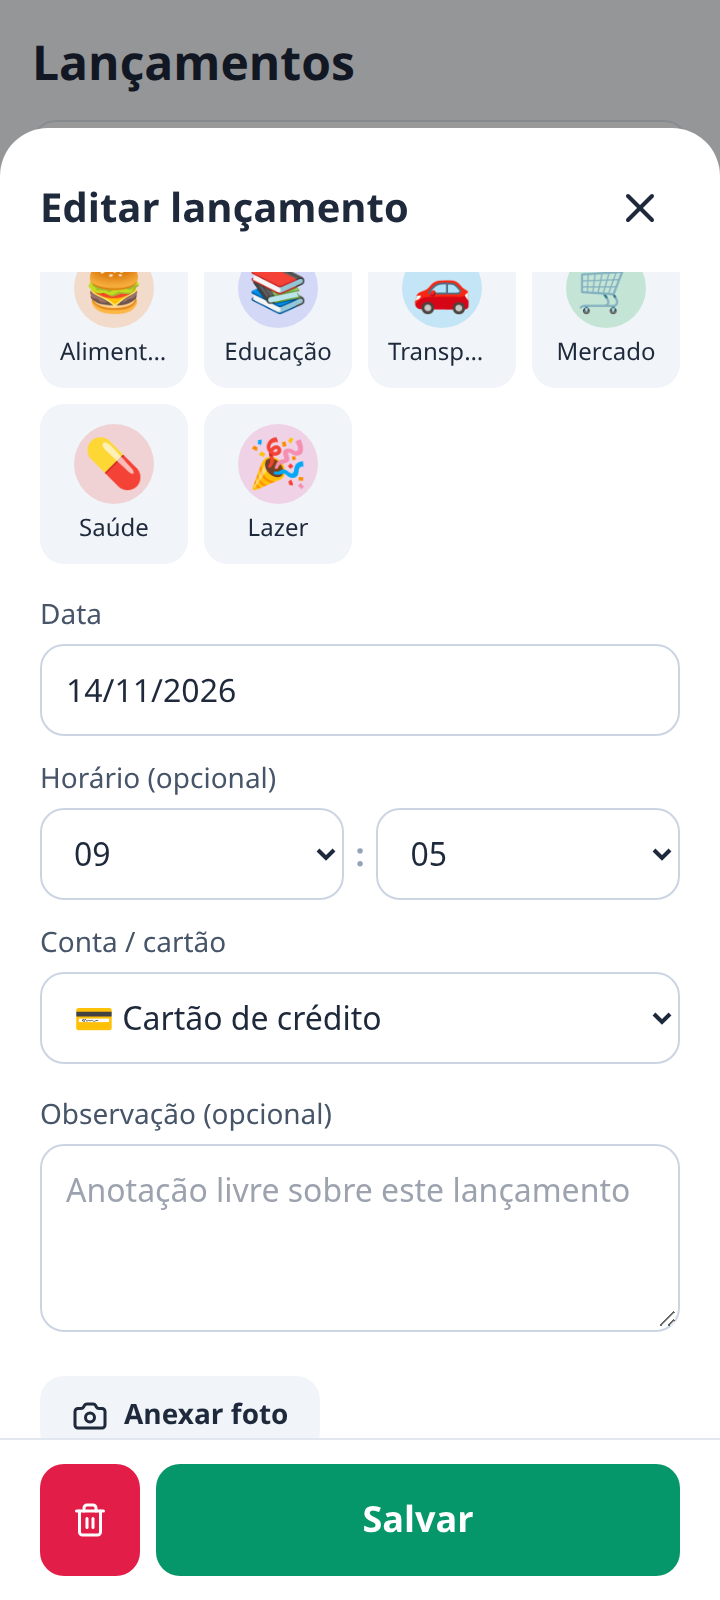 Lançamentos
Editar lançamento
Aliment... Educação Transp... Mercado
Saúde Lazer
Data
14/11/2026
Horário (opcional)
09 : 05
Conta / cartão
💳 Cartão de crédito
Observação (opcional)
Anotação livre sobre este lançamento
Anexar foto
Salvar